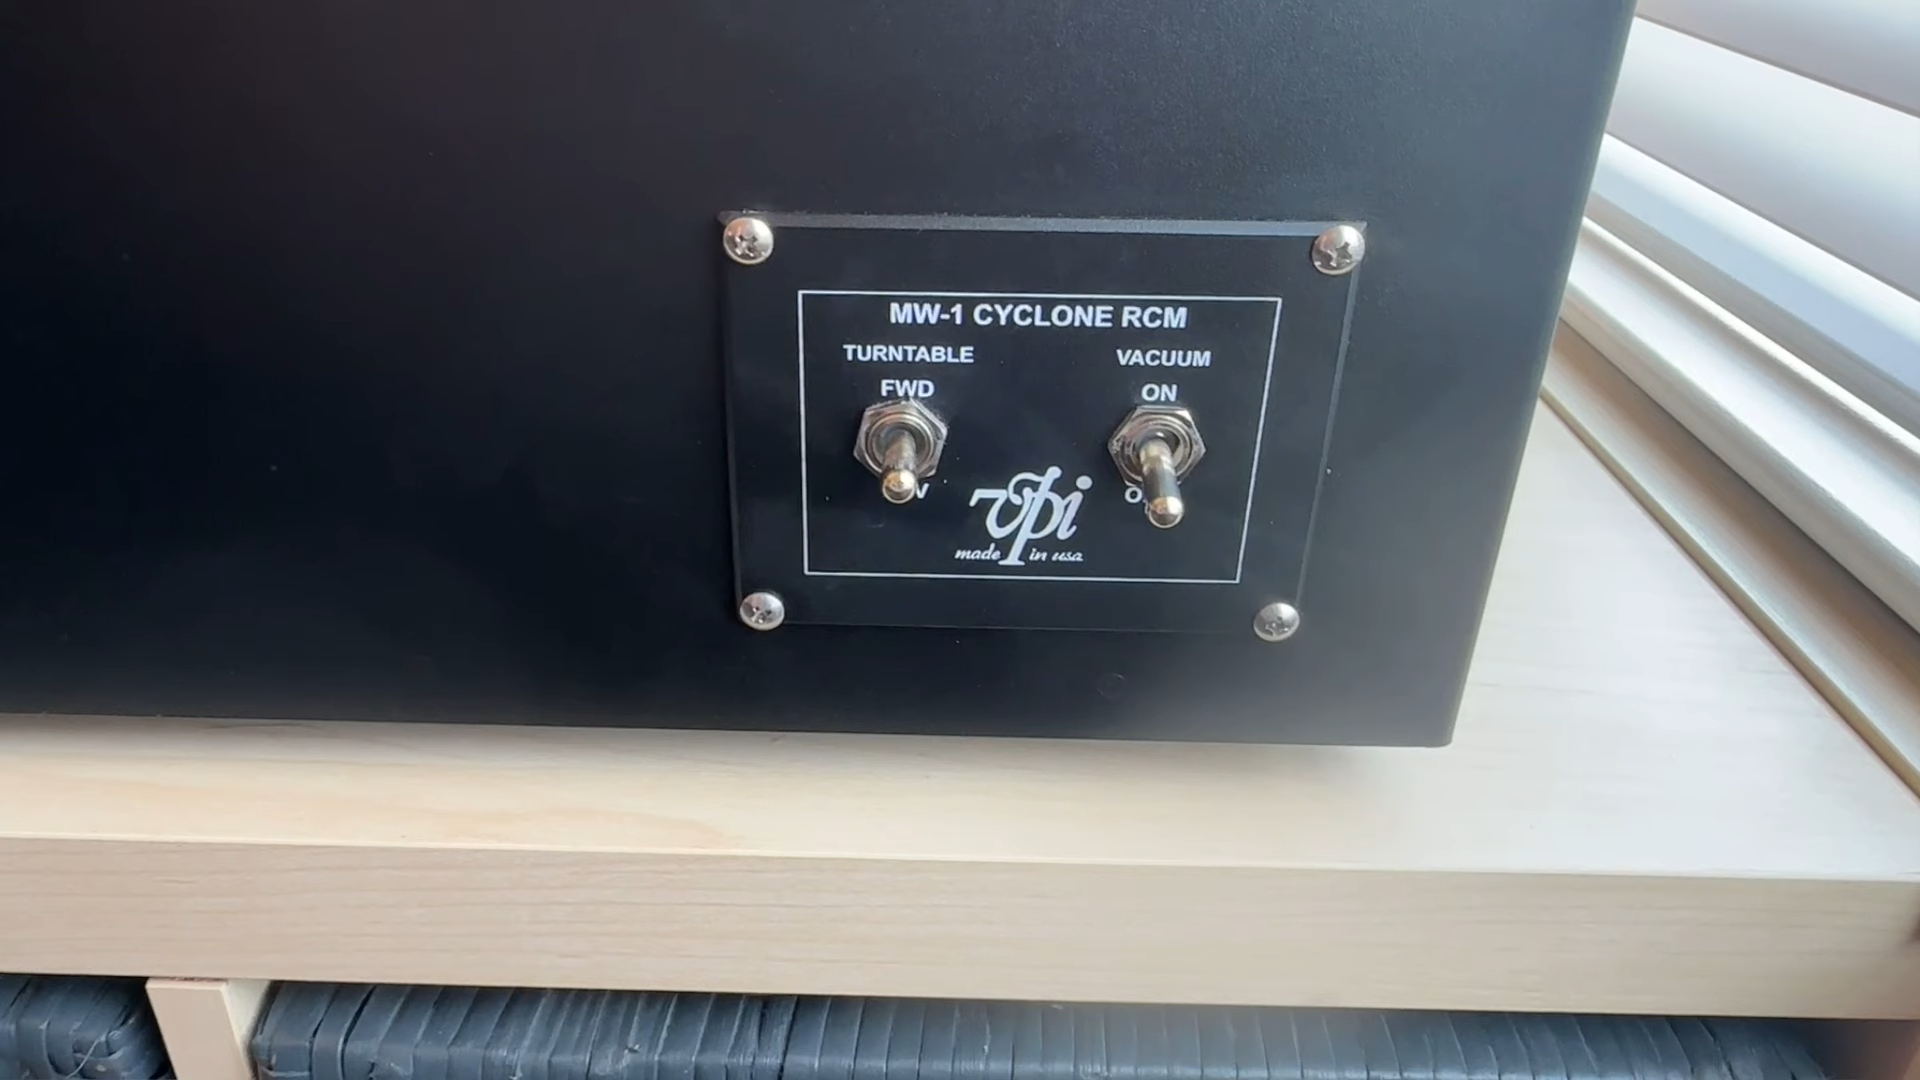 MW-1 CYCLONE RCM
TURNTABLE
VACUUM
FWD
ON
vpi
made in usa